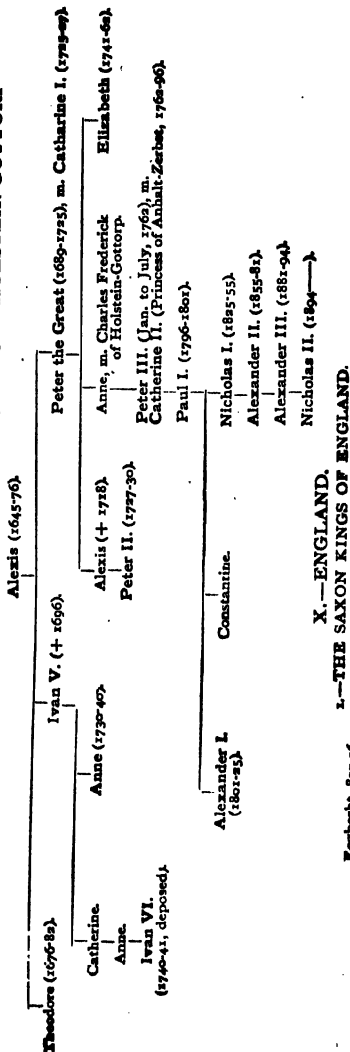 Alexis (1645-76).
Theodore (1676-82).
Ivan V. (+ 1696).
Peter the Great (1689-1725), m. Catharine I. (1725-27).
Catherine.
Anne (1730-40).
Alexis (+ 1718).
Anne, m. Charles Frederick
of Holstein-Gottorp.
Elizabeth (1741-62).
Anne.
Peter II. (1727-30).
Peter III. (Jan. to July, 1762), m.
Catherine II. (Princess of Anhalt-Zerbst, 1762-96).
Ivan VI.
(1740-41, deposed).
Paul I. (1796-1801).
Alexander I.
(1801-25).
Constantine.
Nicholas I. (1825-55).
Alexander II. (1855-81).
Alexander III. (1881-94).
Nicholas II. (1894——).
X.—ENGLAND.
1.—THE SAXON KINGS OF ENGLAND.